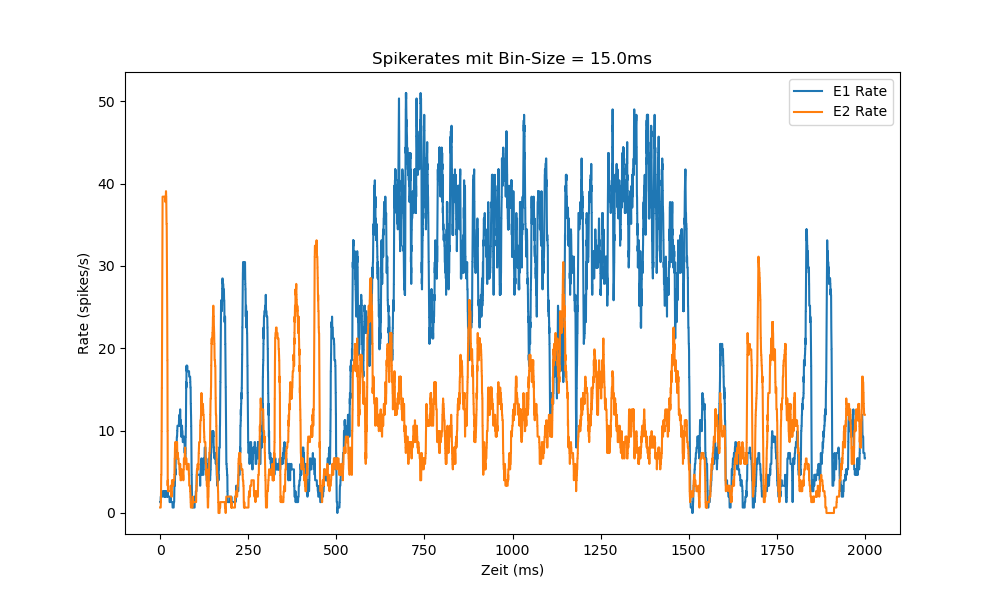 Spikerates mit Bin-Size = 15.0ms
E1 Rate
E2 Rate
50
40
30
20
10
0
Rate (spikes/s)
0 250 500 750 1000 1250 1500 1750 2000
Zeit (ms)